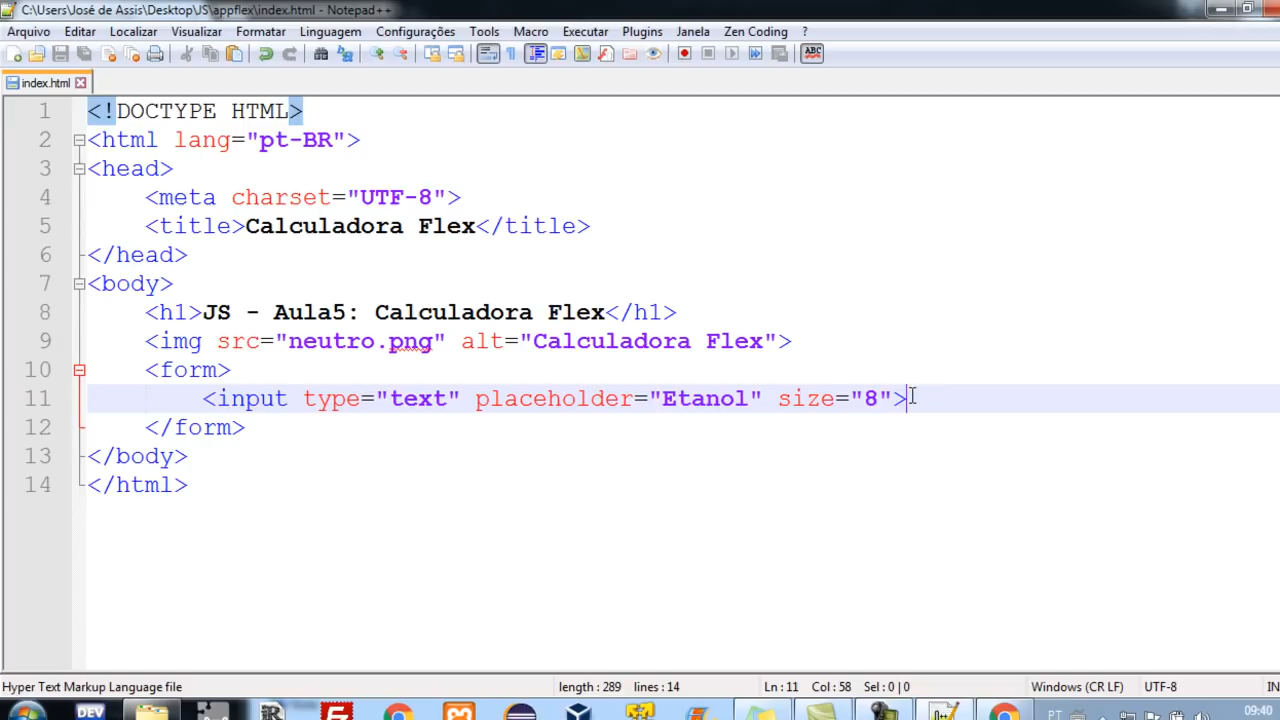 C:\Users\José de Assis\Desktop\JS\appflex\index.html - Notepad++
Arquivo Editar Localizar Visualizar Formatar Linguagem Configurações Tools Macro Executar Plugins Janela Zen Coding ?
ABC
index.html
1 <!DOCTYPE HTML>
2 <html lang="pt-BR">
3 <head>
4 <meta charset="UTF-8">
5 <title>Calculadora Flex</title>
6 </head>
7 <body>
8 <h1>JS - Aula5: Calculadora Flex</h1>
9 <img src="neutro.png" alt="Calculadora Flex">
10 <form>
11 <input type="text" placeholder="Etanol" size="8">
12 </form>
13 </body>
14 </html>
Hyper Text Markup Language file length : 289 lines : 14 Ln : 11 Col : 58 Sel : 0 | 0 Windows (CR LF) UTF-8 IN
DEV PT 09:40